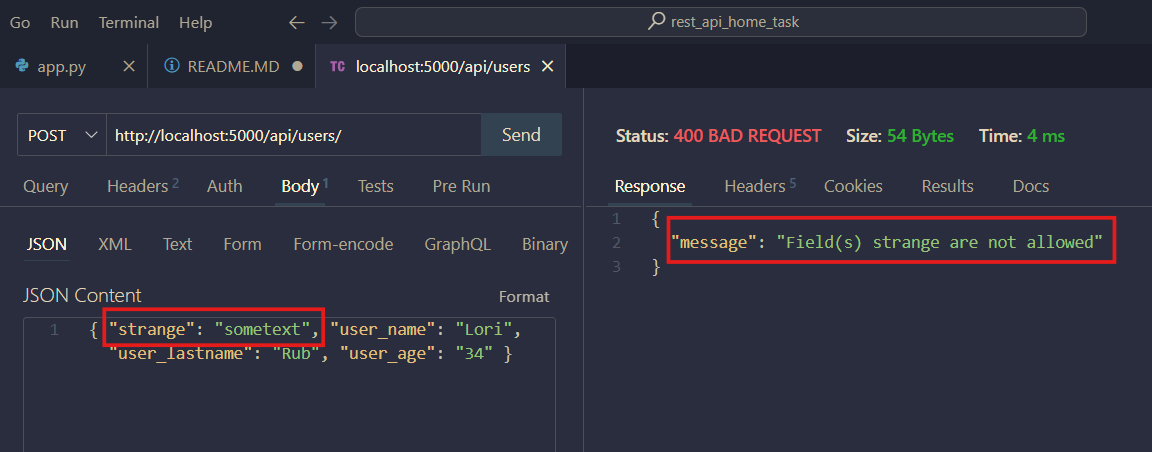 Go Run Terminal Help rest_api_home_task
app.py README.MD TC localhost:5000/api/users
POST http://localhost:5000/api/users/ Send
Query Headers 2 Auth Body 1 Tests Pre Run
JSON XML Text Form Form-encode GraphQL Binary
JSON Content Format
1 { "strange": "sometext", "user_name": "Lori",
"user_lastname": "Rub", "user_age": "34" }
Status: 400 BAD REQUEST Size: 54 Bytes Time: 4 ms
Response Headers 5 Cookies Results Docs
1 {
2 "message": "Field(s) strange are not allowed"
3 }